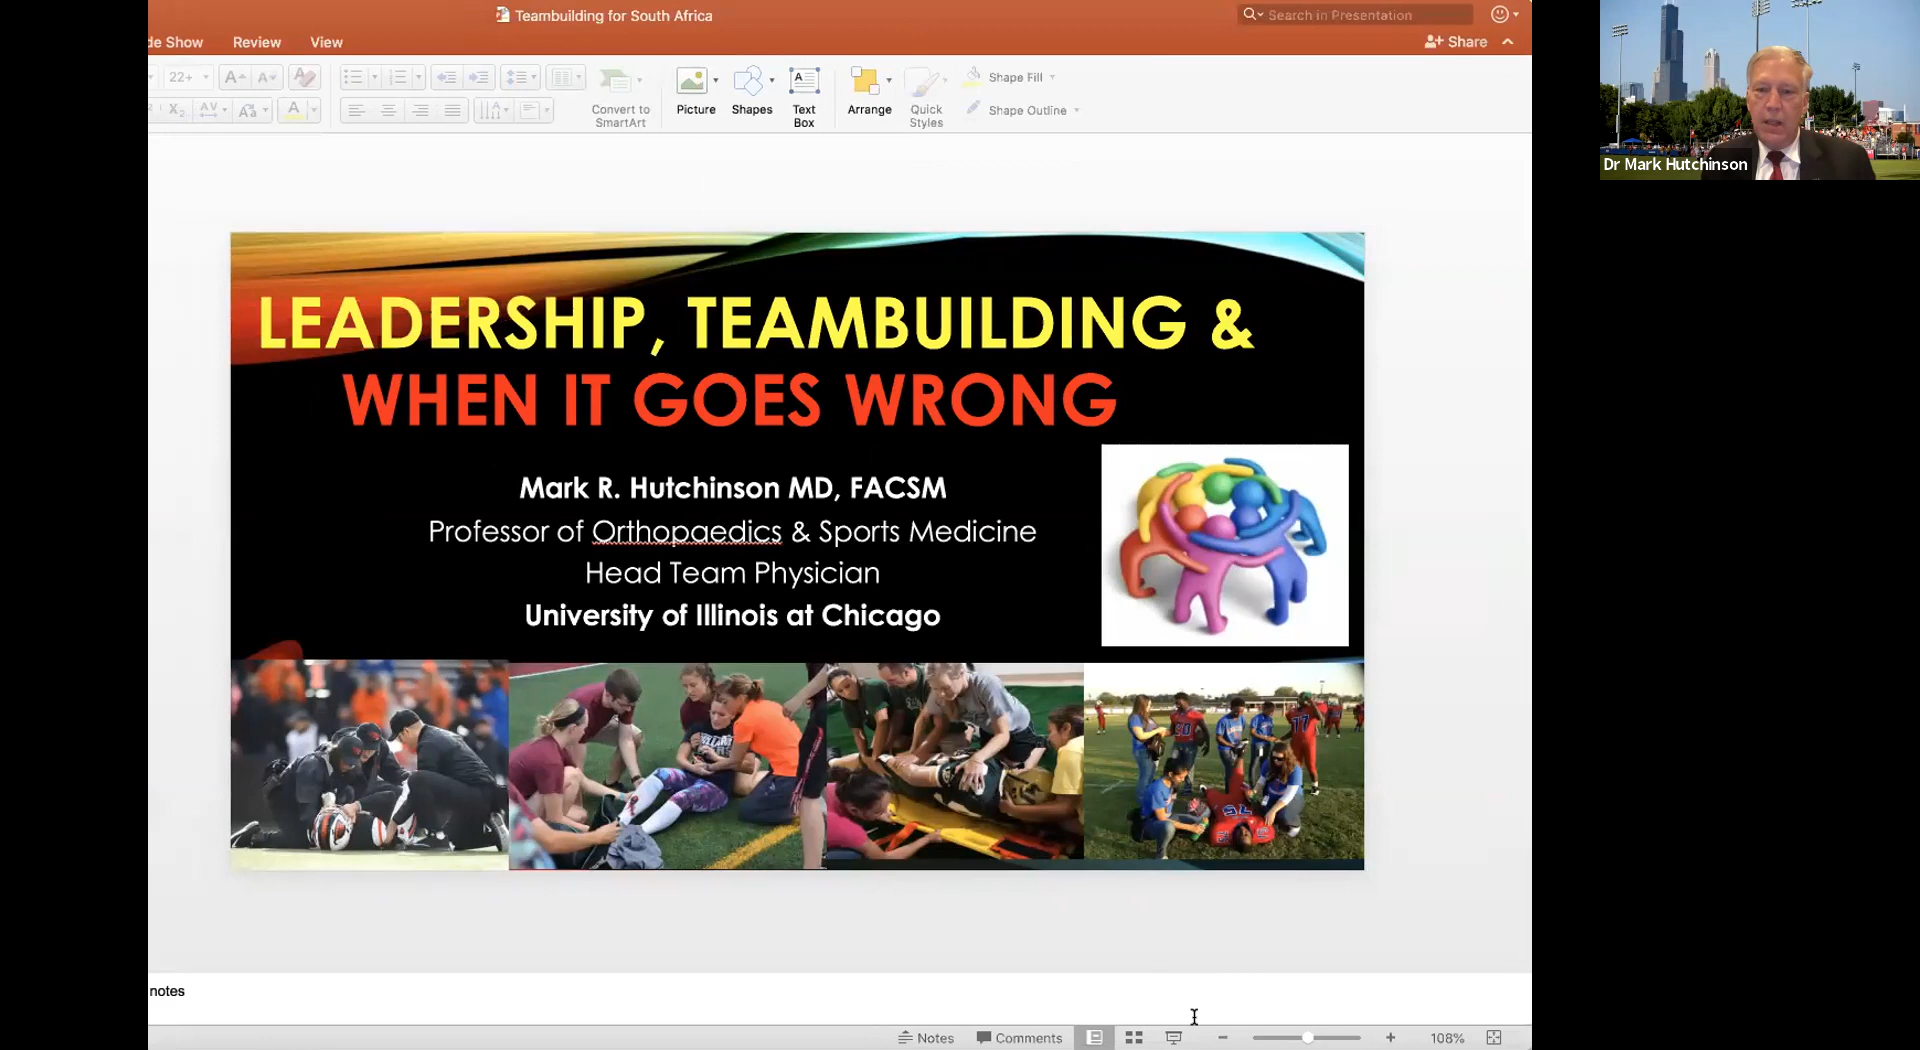 Teambuilding for South Africa
Search in Presentation
de Show Review View
Share
22+
Convert to
SmartArt
Picture
Shapes
Text
Box
Arrange
Quick
Styles
Shape Fill
Shape Outline
Dr Mark Hutchinson
LEADERSHIP, TEAMBUILDING &
WHEN IT GOES WRONG
Mark R. Hutchinson MD, FACSM
Professor of Orthopaedics & Sports Medicine
Head Team Physician
University of Illinois at Chicago
notes
Notes Comments 108%